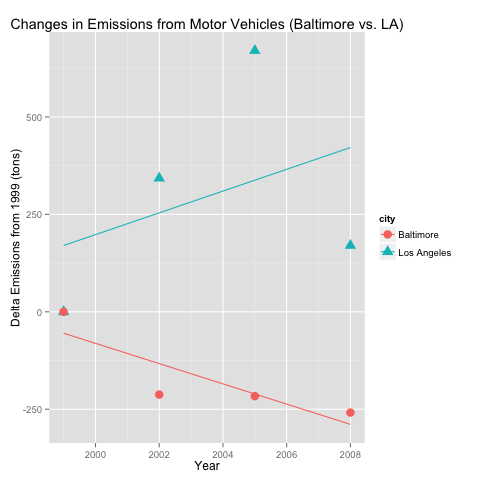 Changes in Emissions from Motor Vehicles (Baltimore vs. LA)
Delta Emissions from 1999 (tons)
500
250
0
-250
2000 2002 2004 2006 2008
Year
city
Baltimore
Los Angeles